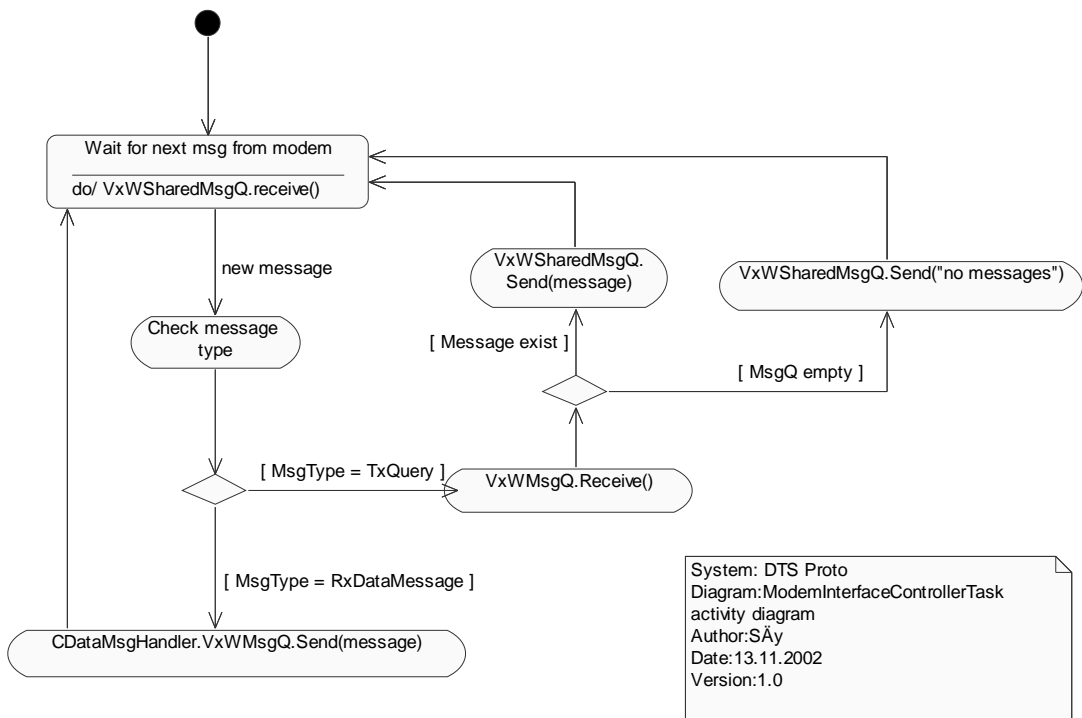 Wait for next msg from modem
do/ VxWSharedMsgQ.receive()
new message
VxWSharedMsgQ.
Send(message)
VxWSharedMsgQ.Send("no messages")
Check message
type
[ Message exist ]
[ MsgQ empty ]
[ MsgType = TxQuery ]
VxWMsgQ.Receive()
[ MsgType = RxDataMessage ]
CDataMsgHandler.VxWMsgQ.Send(message)
System: DTS Proto
Diagram:ModemInterfaceControllerTask
activity diagram
Author:SÄy
Date:13.11.2002
Version:1.0